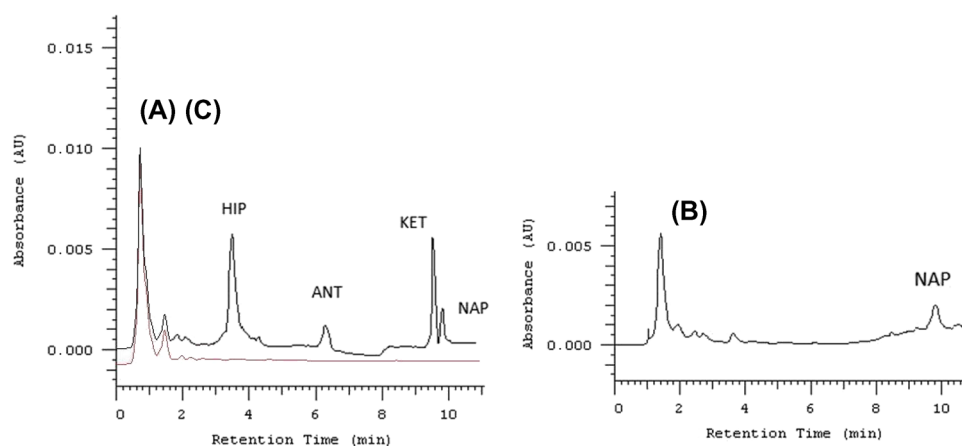 Absorbance (AU)
0.015
0.010
0.005
0.000
(A) (C)
HIP
ANT
KET
NAP
0 2 4 6 8 10
Retention Time (min)
Absorbance (AU)
0.005
0.000
(B)
NAP
0 2 4 6 8 10
Retention Time (min)